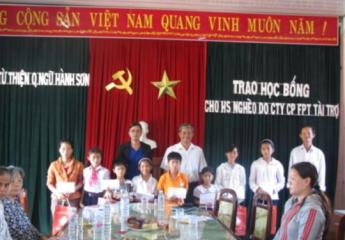 NG CỘNG SẢN VIỆT NAM QUANG VINH MUÔN NĂM !
TỪ THIỆN Q.NGŨ HÀNH SƠN
TRAO HỌC BỔNG
CHO HS NGHÈO DO CTY CP FPT TÀI TRỢ